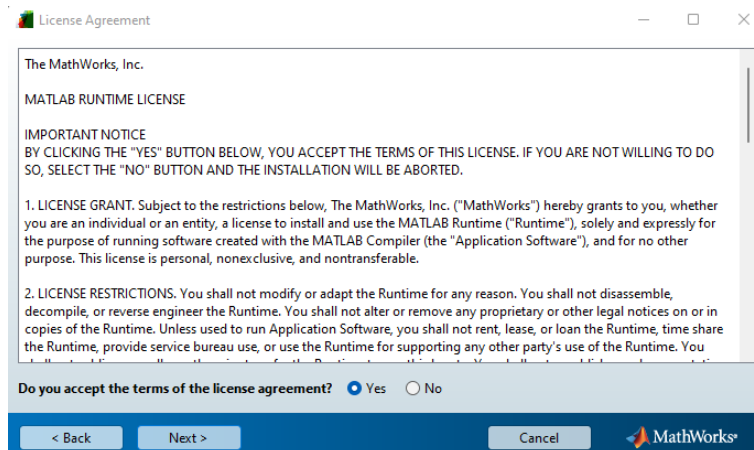 License Agreement
The MathWorks, Inc.
MATLAB RUNTIME LICENSE
IMPORTANT NOTICE
BY CLICKING THE "YES" BUTTON BELOW, YOU ACCEPT THE TERMS OF THIS LICENSE. IF YOU ARE NOT WILLING TO DO
SO, SELECT THE "NO" BUTTON AND THE INSTALLATION WILL BE ABORTED.
1. LICENSE GRANT. Subject to the restrictions below, The MathWorks, Inc. ("MathWorks") hereby grants to you, whether
you are an individual or an entity, a license to install and use the MATLAB Runtime ("Runtime"), solely and expressly for
the purpose of running software created with the MATLAB Compiler (the "Application Software"), and for no other
purpose. This license is personal, nonexclusive, and nontransferable.
2. LICENSE RESTRICTIONS. You shall not modify or adapt the Runtime for any reason. You shall not disassemble,
decompile, or reverse engineer the Runtime. You shall not alter or remove any proprietary or other legal notices on or in
copies of the Runtime. Unless used to run Application Software, you shall not rent, lease, or loan the Runtime, time share
the Runtime, provide service bureau use, or use the Runtime for supporting any other party's use of the Runtime. You
Do you accept the terms of the license agreement? Yes No
< Back Next > Cancel MathWorks®